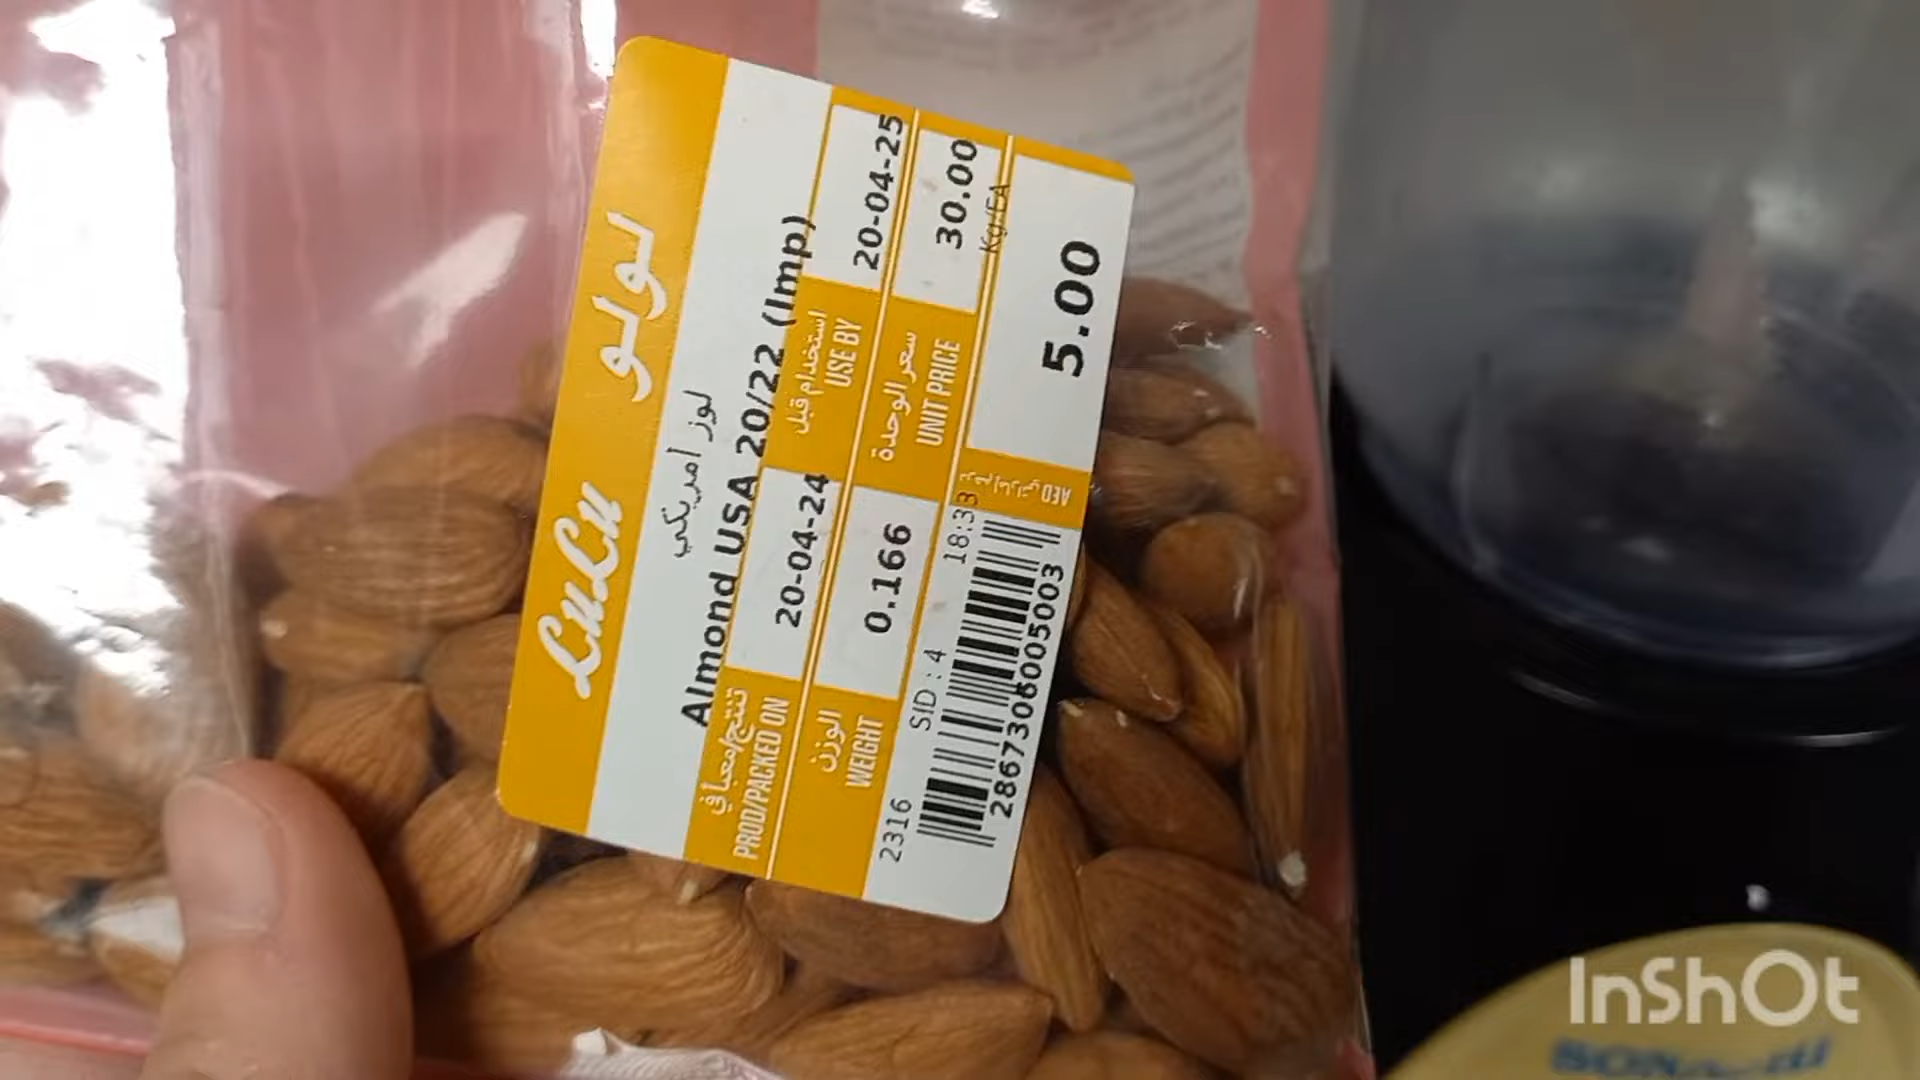 LuLu لولو
لوز امريكي
Almond USA 20/22 (Imp)
تنتج/معبأ في
PROD/PACKED ON
20-04-24
استخدام قبل
USE BY
20-04-25
الوزن
WEIGHT
0.166
سعر الوحدة
UNIT PRICE
30.00
Kg/EA
2316 SID : 4 18:33
AED
5.00
2867306005003
InShOt